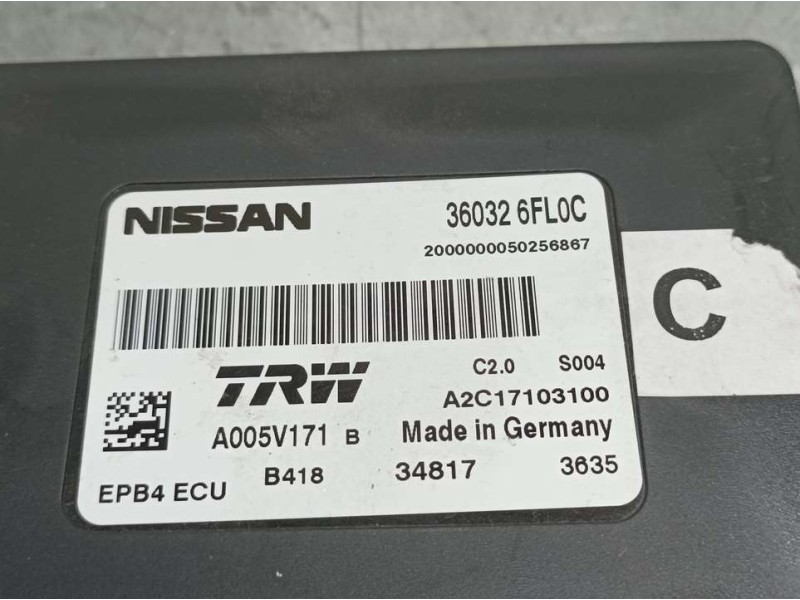 NISSAN 36032 6FL0C
2000000050256867
C
TRW C2.0 S004
A2C17103100
A005V171 B Made in Germany
EPB4 ECU B418 34817 3635